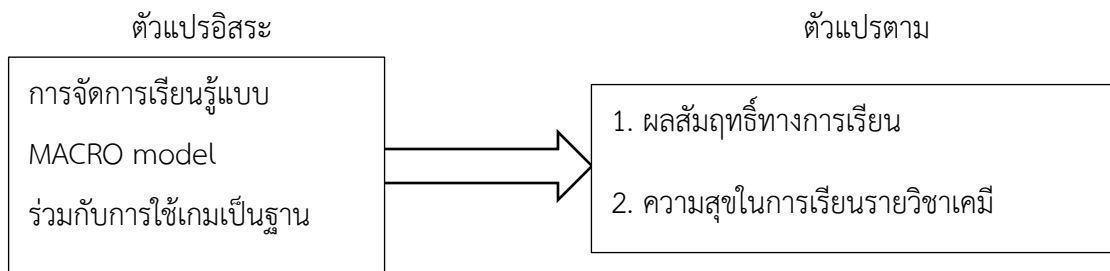 ตัวแปรอิสระ
ตัวแปรตาม
การจัดการเรียนรู้แบบ
MACRO model
ร่วมกับการใช้เกมเป็นฐาน
1. ผลสัมฤทธิ์ทางการเรียน
2. ความสุขในการเรียนรายวิชาเคมี